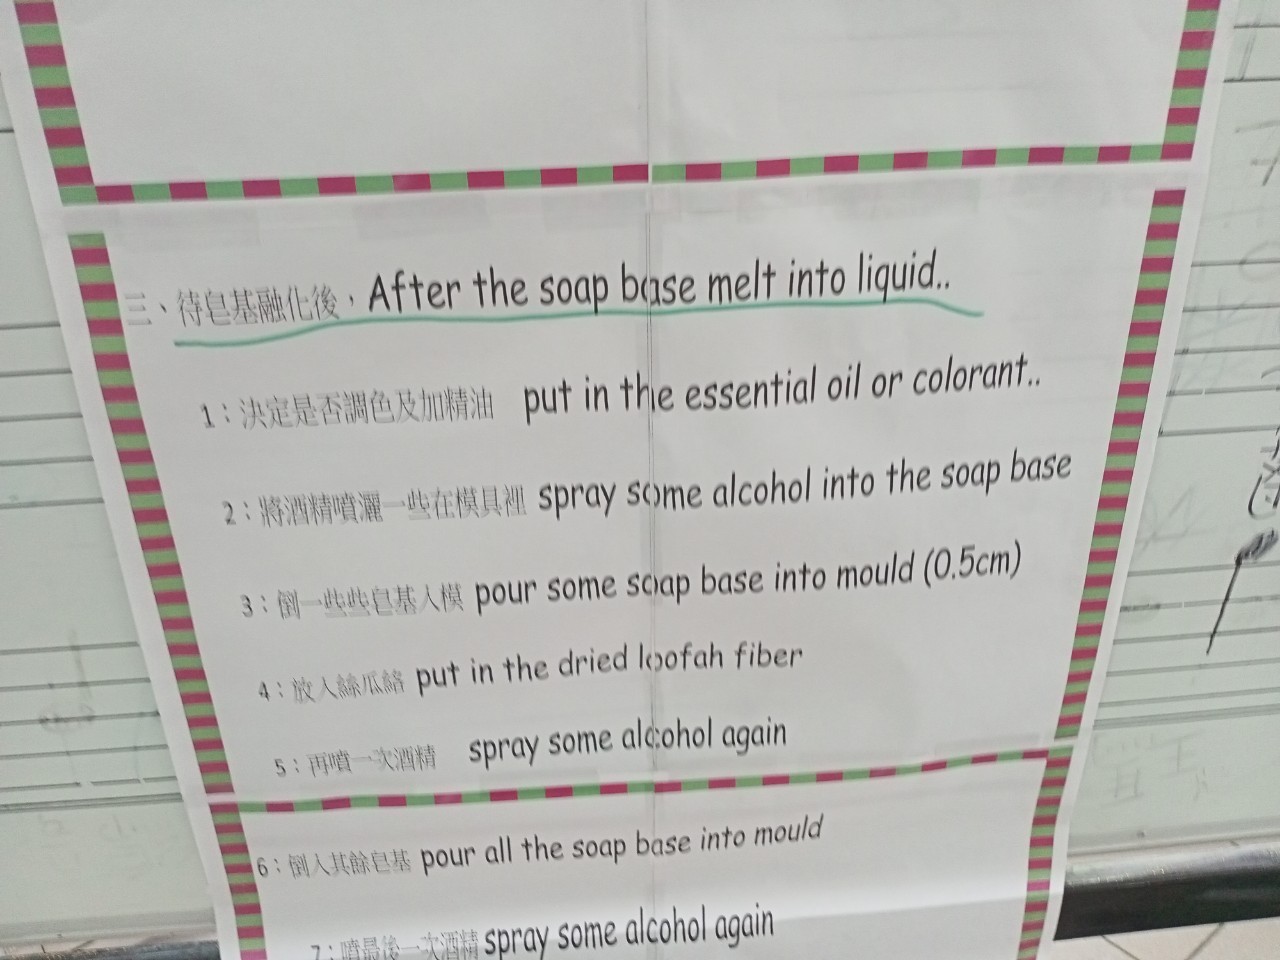 三、待皂基融化後，After the soap base melt into liquid..
1：決定是否調色及加精油 put in the essential oil or colorant..
2：將酒精噴灑一些在模具裡 spray some alcohol into the soap base
3：倒一些些皂基入模 pour some soap base into mould (0.5cm)
4：放入絲瓜絡 put in the dried loofah fiber
5：再噴一次酒精 spray some alcohol again
6：倒入其餘皂基 pour all the soap base into mould
7：噴最後一次酒精 spray some alcohol again